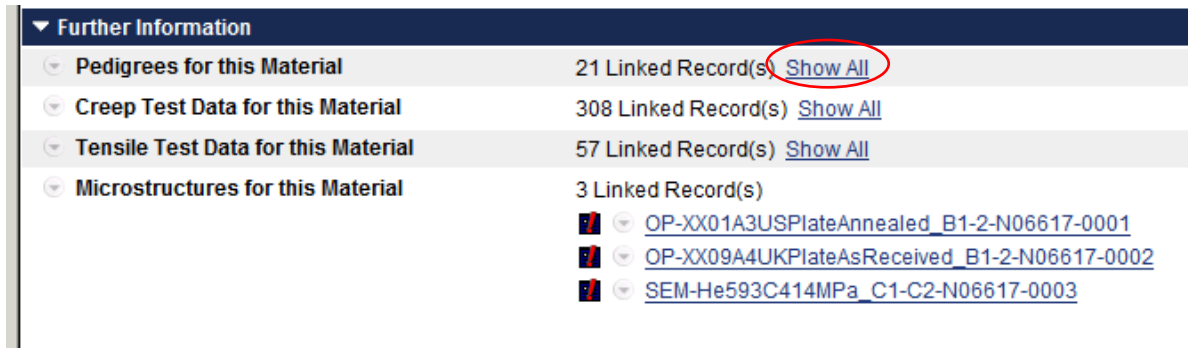 Further Information
Pedigrees for this Material 21 Linked Record(s) Show All
Creep Test Data for this Material 308 Linked Record(s) Show All
Tensile Test Data for this Material 57 Linked Record(s) Show All
Microstructures for this Material 3 Linked Record(s)
OP-XX01A3USPlateAnnealed_B1-2-N06617-0001
OP-XX09A4UKPlateAsReceived_B1-2-N06617-0002
SEM-He593C414MPa_C1-C2-N06617-0003